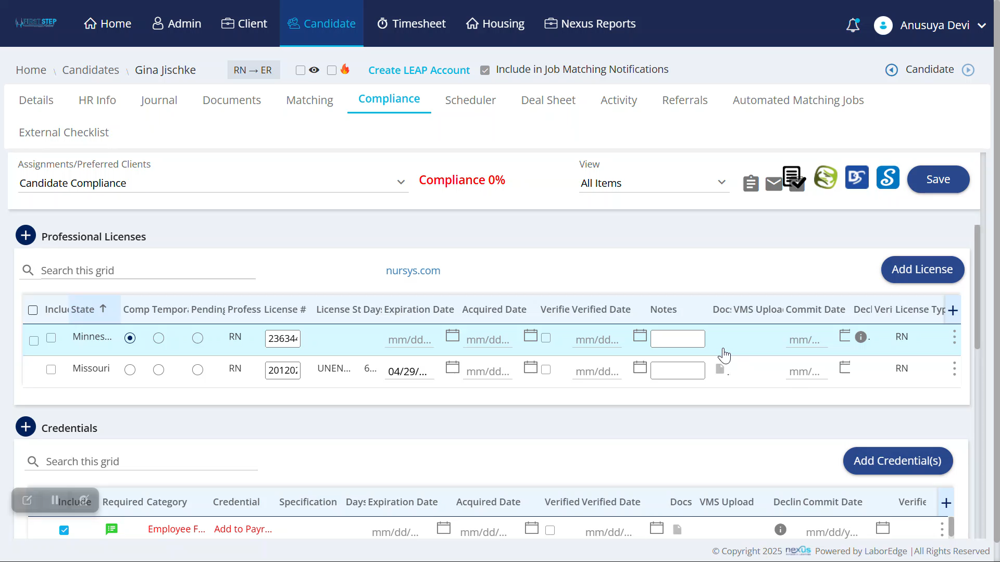 FIRST STEP
Home
Admin
Client
Candidate
Timesheet
Housing
Nexus Reports
Anusuya Devi
Home \ Candidates \ Gina Jischke
RN → ER
Create LEAP Account
Include in Job Matching Notifications
Candidate
Details
HR Info
Journal
Documents
Matching
Compliance
Scheduler
Deal Sheet
Activity
Referrals
Automated Matching Jobs
External Checklist
Assignments/Preferred Clients
Candidate Compliance
Compliance 0%
View
All Items
DS
S
Save
+ Professional Licenses
Search this grid
nursys.com
Add License
Inclu State ↑ Comp Tempora Pending Profess License # License St Days Expiration Date Acquired Date Verifie Verified Date Notes Docs VMS Uploa Commit Date Decl Veri License Typ +
Minnes... RN 23634 mm/dd... mm/dd... mm/dd... mm/... RN
Missouri RN 20120 UNEN... 6... 04/29/... mm/dd... mm/dd... mm/... RN
+ Credentials
Search this grid
Add Credential(s)
Include Required Category Credential Specification Days Expiration Date Acquired Date Verified Verified Date Docs VMS Upload Declin Commit Date Verifie +
Employee F... Add to Payr... mm/dd/... mm/dd/... mm/dd/... mm/dd/y...
© Copyright 2025 nexus Powered by LaborEdge |All Rights Reserved